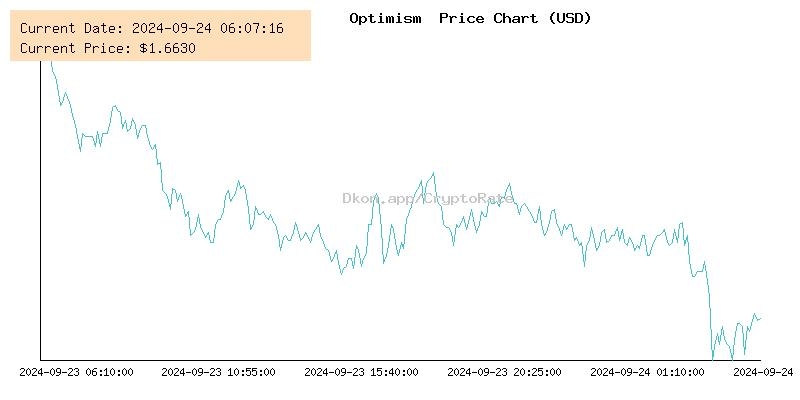 Optimism  Price Chart (USD)
Current Date: 2024-09-24 06:07:16
Current Price: $1.6630
Dkon.app/CryptoRate
2024-09-23 06:10:00 2024-09-23 10:55:00 2024-09-23 15:40:00 2024-09-23 20:25:00 2024-09-24 01:10:00 2024-09-24